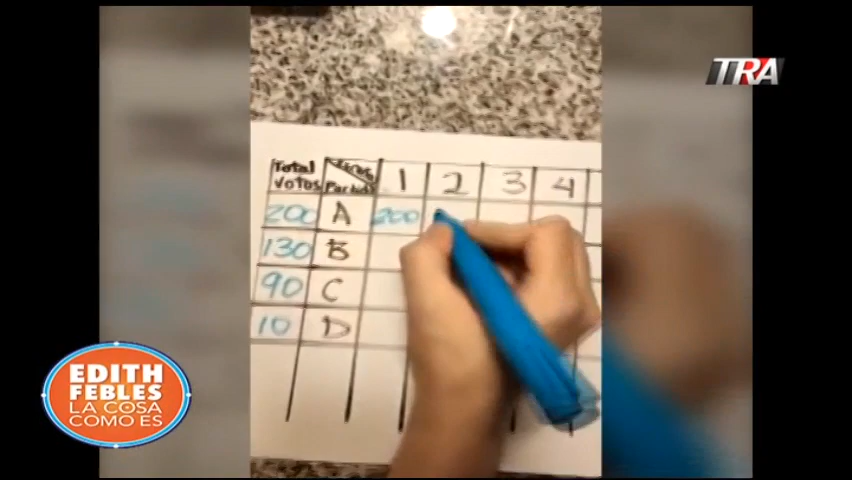 TRA
Total Votos Partidos 1 2 3 4
200 A 200
130 B
90 C
10 D
EDITH
FEBLES
LA COSA
COMO ES